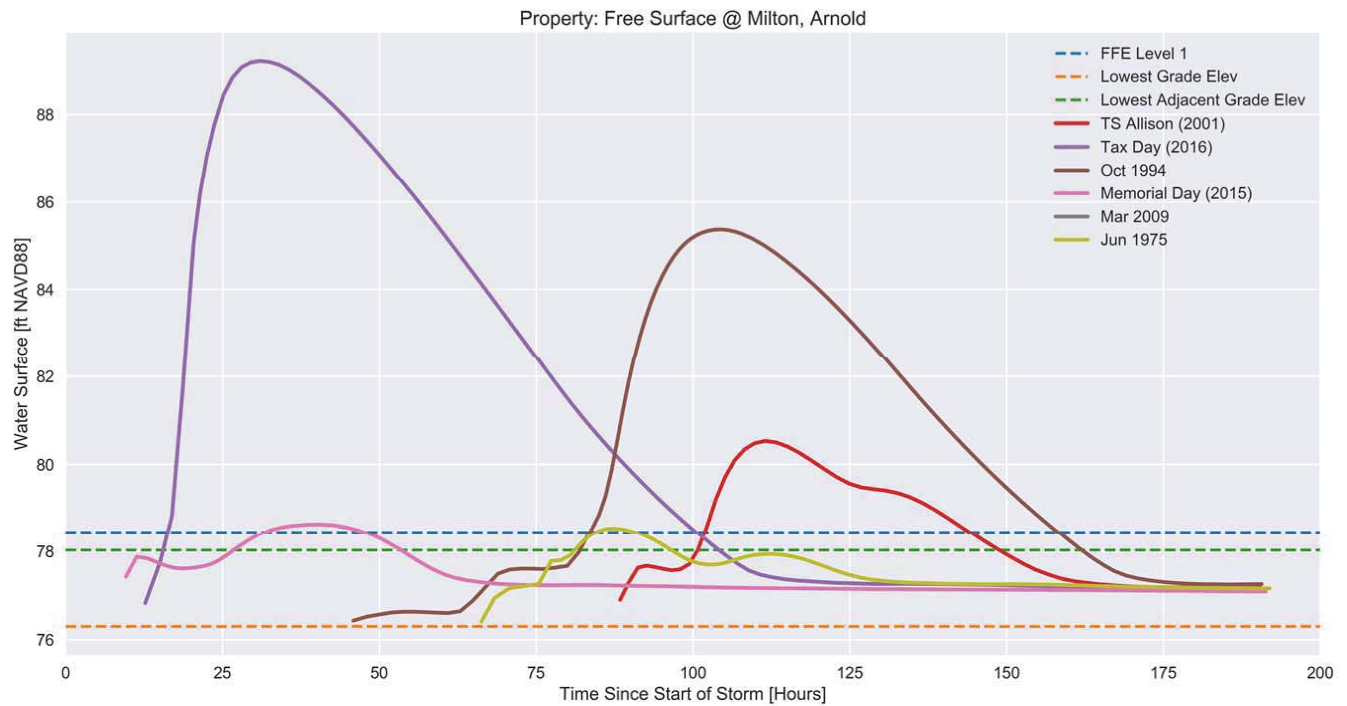 Property: Free Surface @ Milton, Arnold
FFE Level 1
Lowest Grade Elev
Lowest Adjacent Grade Elev
TS Allison (2001)
Tax Day (2016)
Oct 1994
Memorial Day (2015)
Mar 2009
Jun 1975
Water Surface [ft NAVD88]
88
86
84
82
80
78
76
0 25 50 75 100 125 150 175 200
Time Since Start of Storm [Hours]